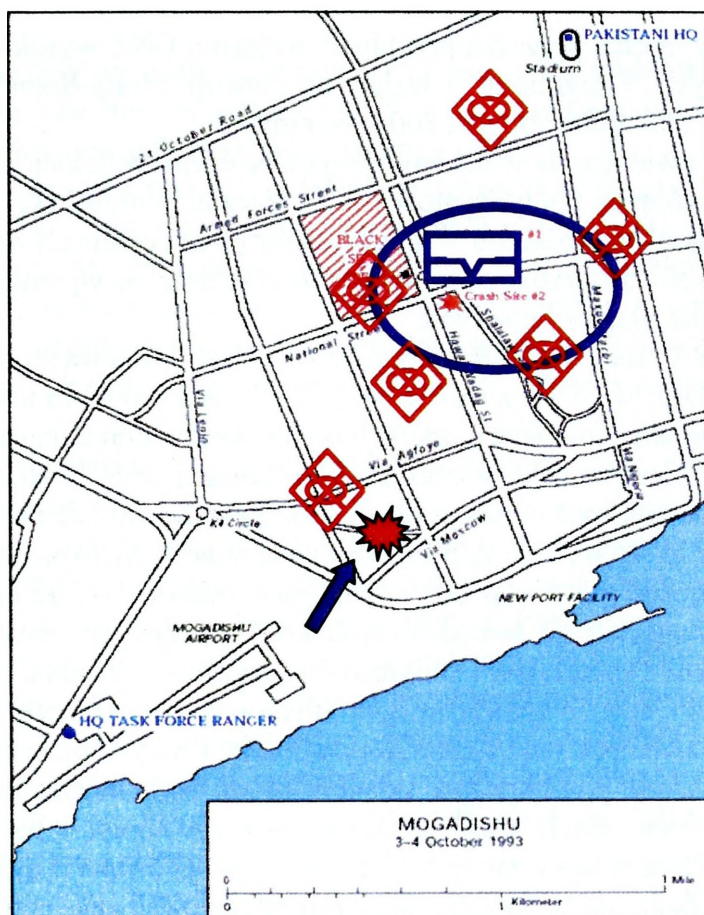 PAKISTANI HQ
Stadium
21 October Road
Armed Forces Street
BLACK
#1
Crash Site #2
National Street
Via Lenin
Hawlwadag St
Via Afgoye
K4 Circle
Via Moscow
NEW PORT FACILITY
MOGADISHU
AIRPORT
HQ TASK FORCE RANGER
MOGADISHU
3-4 October 1993
0
1 Mile
0
1 Kilometer